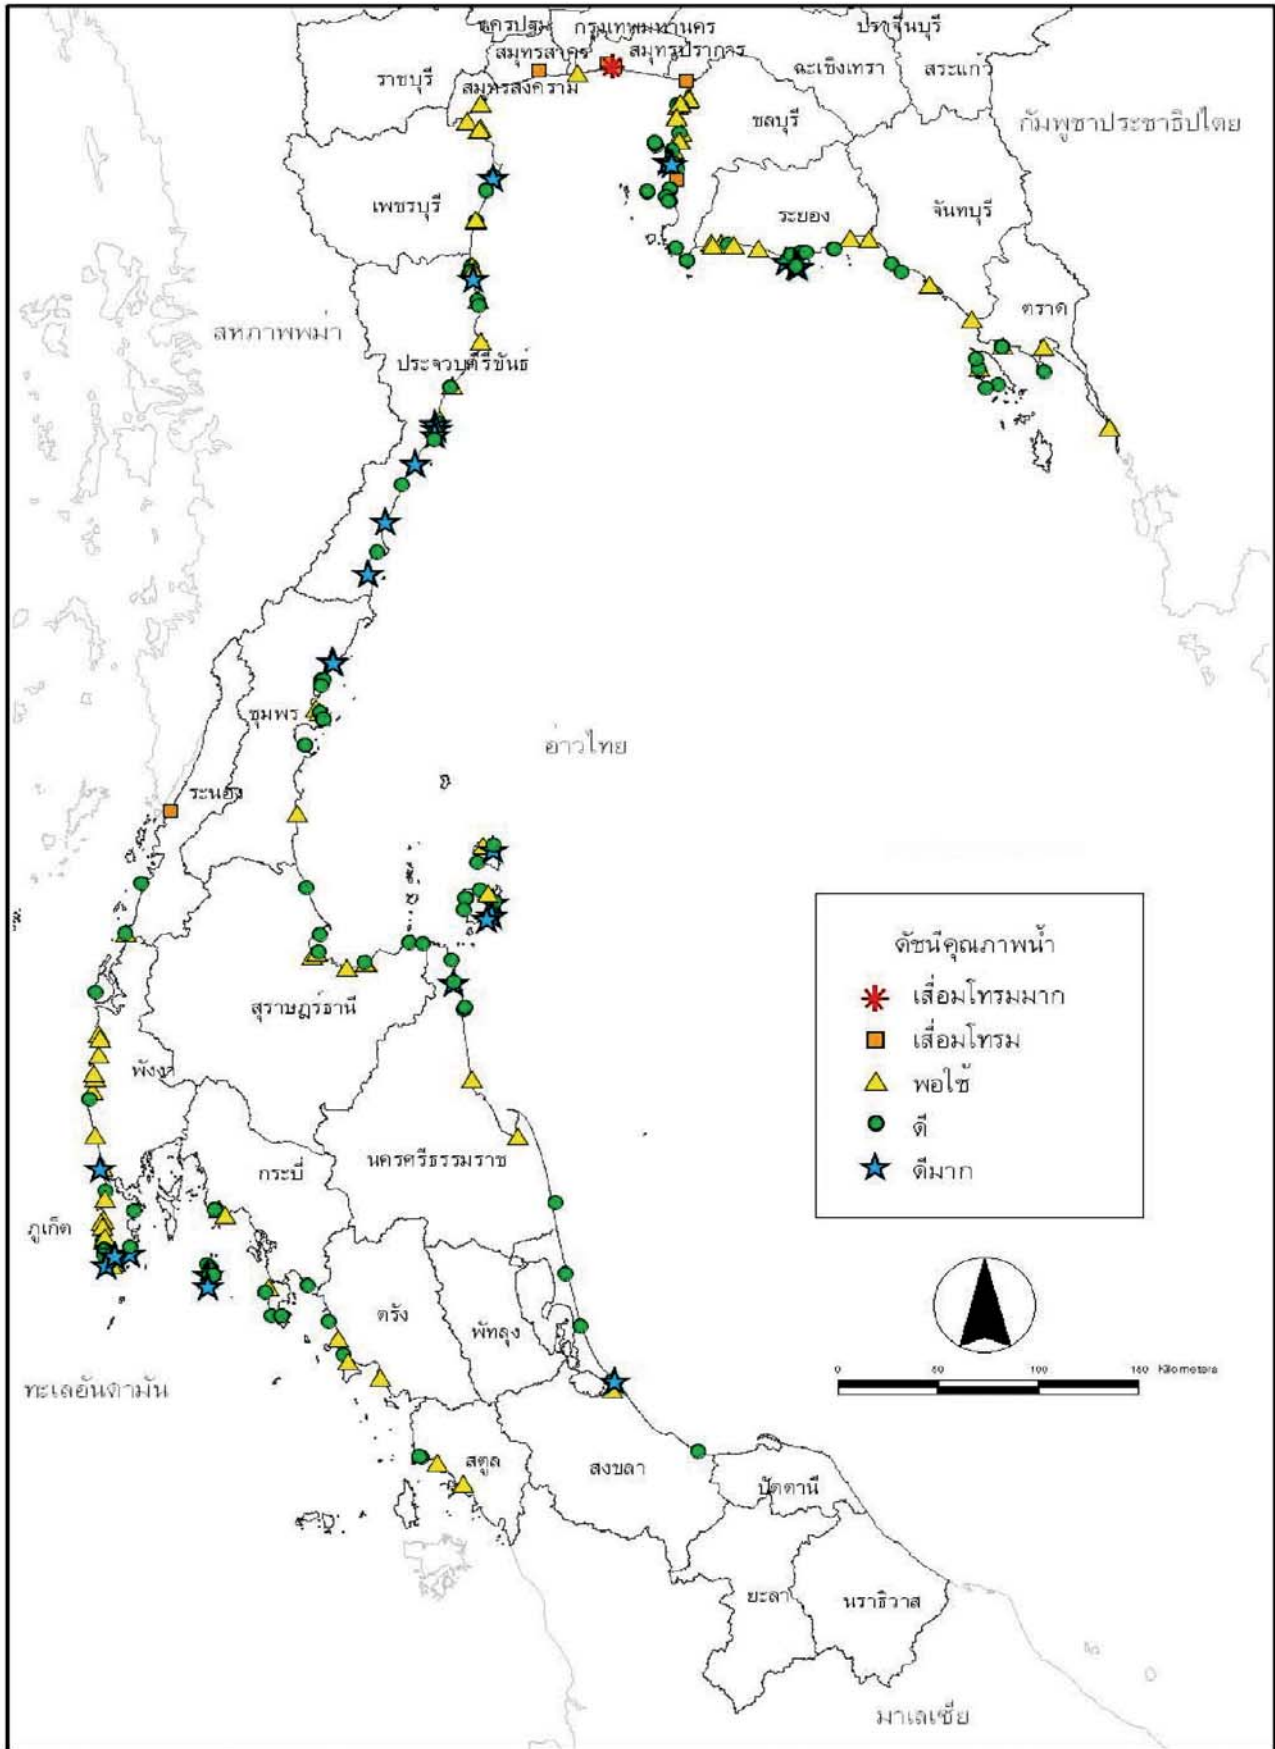 นครปฐม
กรุงเทพมหานคร
ปราจีนบุรี
สมุทรสาคร
สมุทรปราการ
ราชบุรี
สมุทรสงคราม
ฉะเชิงเทรา
สระแก้ว
ชลบุรี
กัมพูชาประชาธิปไตย
เพชรบุรี
ระยอง
จันทบุรี
ตราด
สหภาพพม่า
ประจวบคีรีขันธ์
ชุมพร
อ่าวไทย
ระนอง
สุราษฎร์ธานี
พังงา
นครศรีธรรมราช
กระบี่
ภูเก็ต
ตรัง
พัทลุง
ทะเลอันดามัน
สตูล
สงขลา
ปัตตานี
ยะลา
นราธิวาส
มาเลเซีย
ดัชนีคุณภาพน้ำ
เสื่อมโทรมมาก
เสื่อมโทรม
พอใช้
ดี
ดีมาก
0 50 100 150 Kilometers